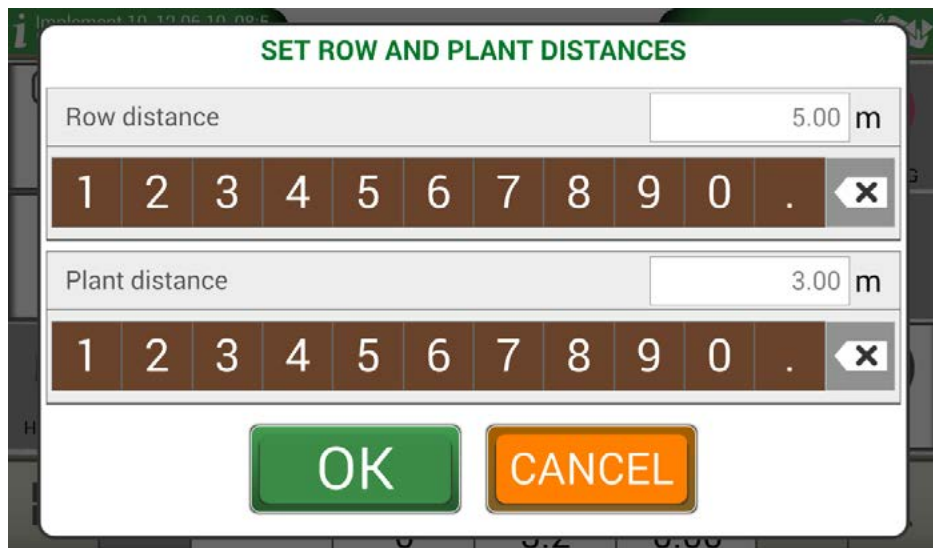 SET ROW AND PLANT DISTANCES
Row distance 5.00 m
1 2 3 4 5 6 7 8 9 0 .
Plant distance 3.00 m
1 2 3 4 5 6 7 8 9 0 .
OK CANCEL